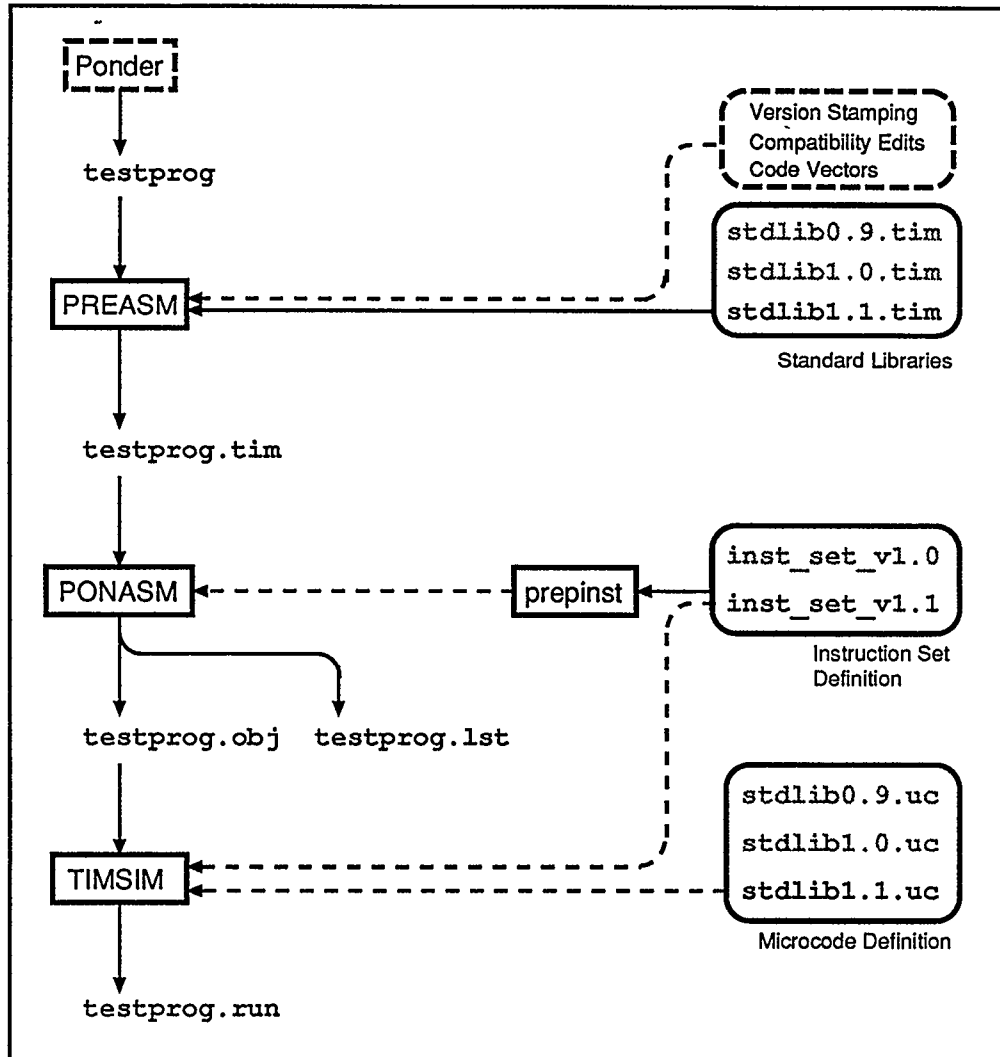 Ponder
testprog
Version Stamping
Compatibility Edits
Code Vectors
PREASM
stdlib0.9.tim
stdlib1.0.tim
stdlib1.1.tim
Standard Libraries
testprog.tim
PONASM
prepinst
inst_set_v1.0
inst_set_v1.1
Instruction Set
Definition
testprog.obj
testprog.lst
TIMSIM
stdlib0.9.uc
stdlib1.0.uc
stdlib1.1.uc
Microcode Definition
testprog.run